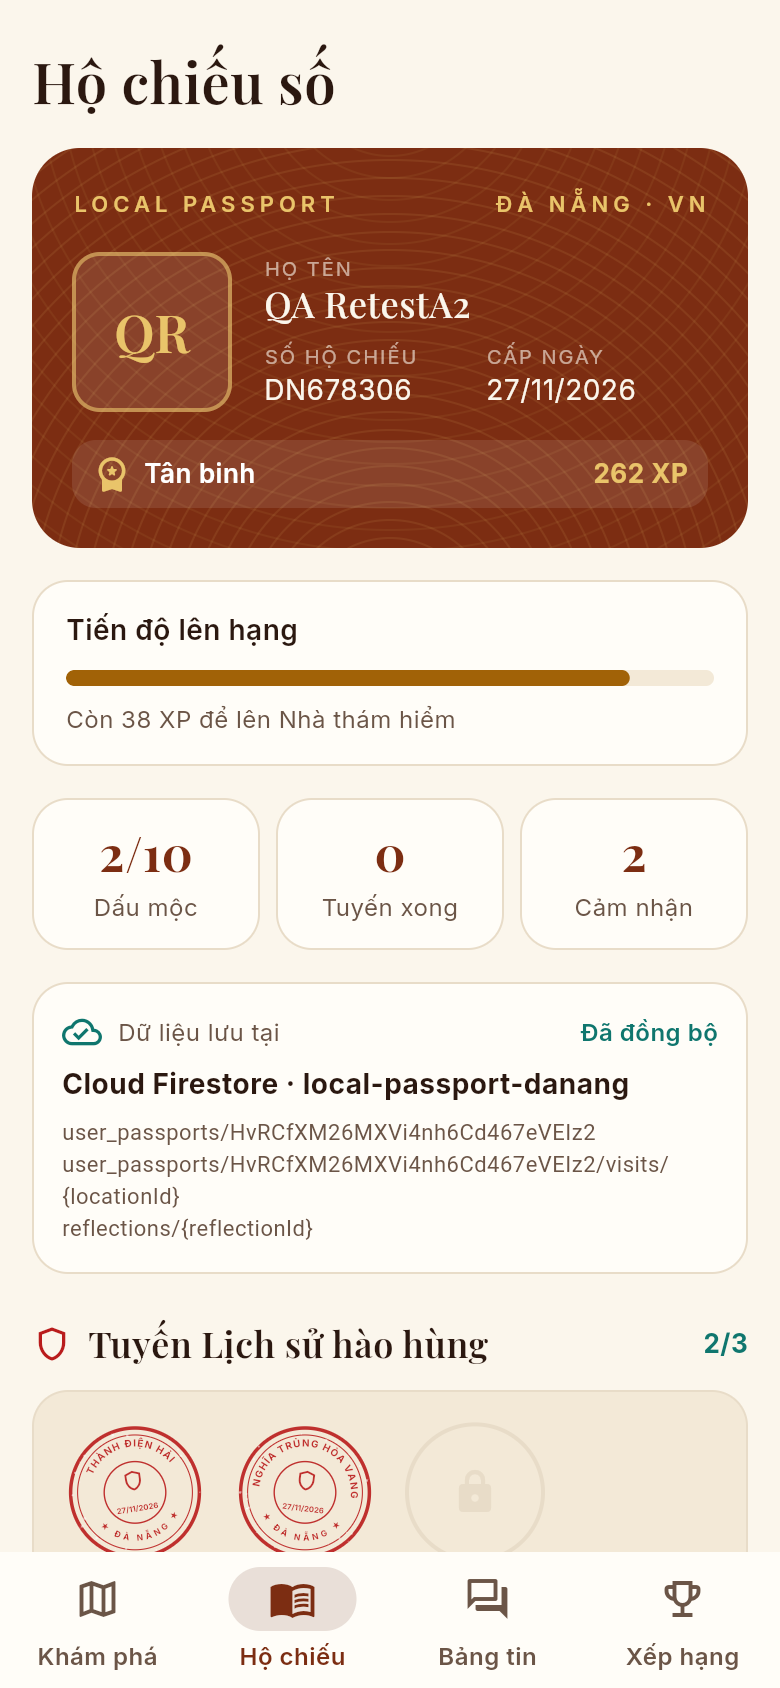 Hộ chiếu số
LOCAL PASSPORT
ĐÀ NẴNG · VN
QR
HỌ TÊN
QA RetestA2
SỐ HỘ CHIẾU
CẤP NGÀY
DN678306
27/11/2026
Tân binh
262 XP
Tiến độ lên hạng
Còn 38 XP để lên Nhà thám hiểm
2/10
Dấu mộc
0
Tuyến xong
2
Cảm nhận
Dữ liệu lưu tại
Đã đồng bộ
Cloud Firestore · local-passport-danang
user_passports/HvRCfXM26MXVi4nh6Cd467eVEIz2
user_passports/HvRCfXM26MXVi4nh6Cd467eVEIz2/visits/
{locationId}
reflections/{reflectionId}
Tuyến Lịch sử hào hùng
2/3
THÀNH ĐIỆN HẢI
27/11/2026
★ ĐÀ NẴNG ★
NGHĨA TRỦNG HÒA VANG
27/11/2026
★ ĐÀ NẴNG ★
Khám phá
Hộ chiếu
Bảng tin
Xếp hạng